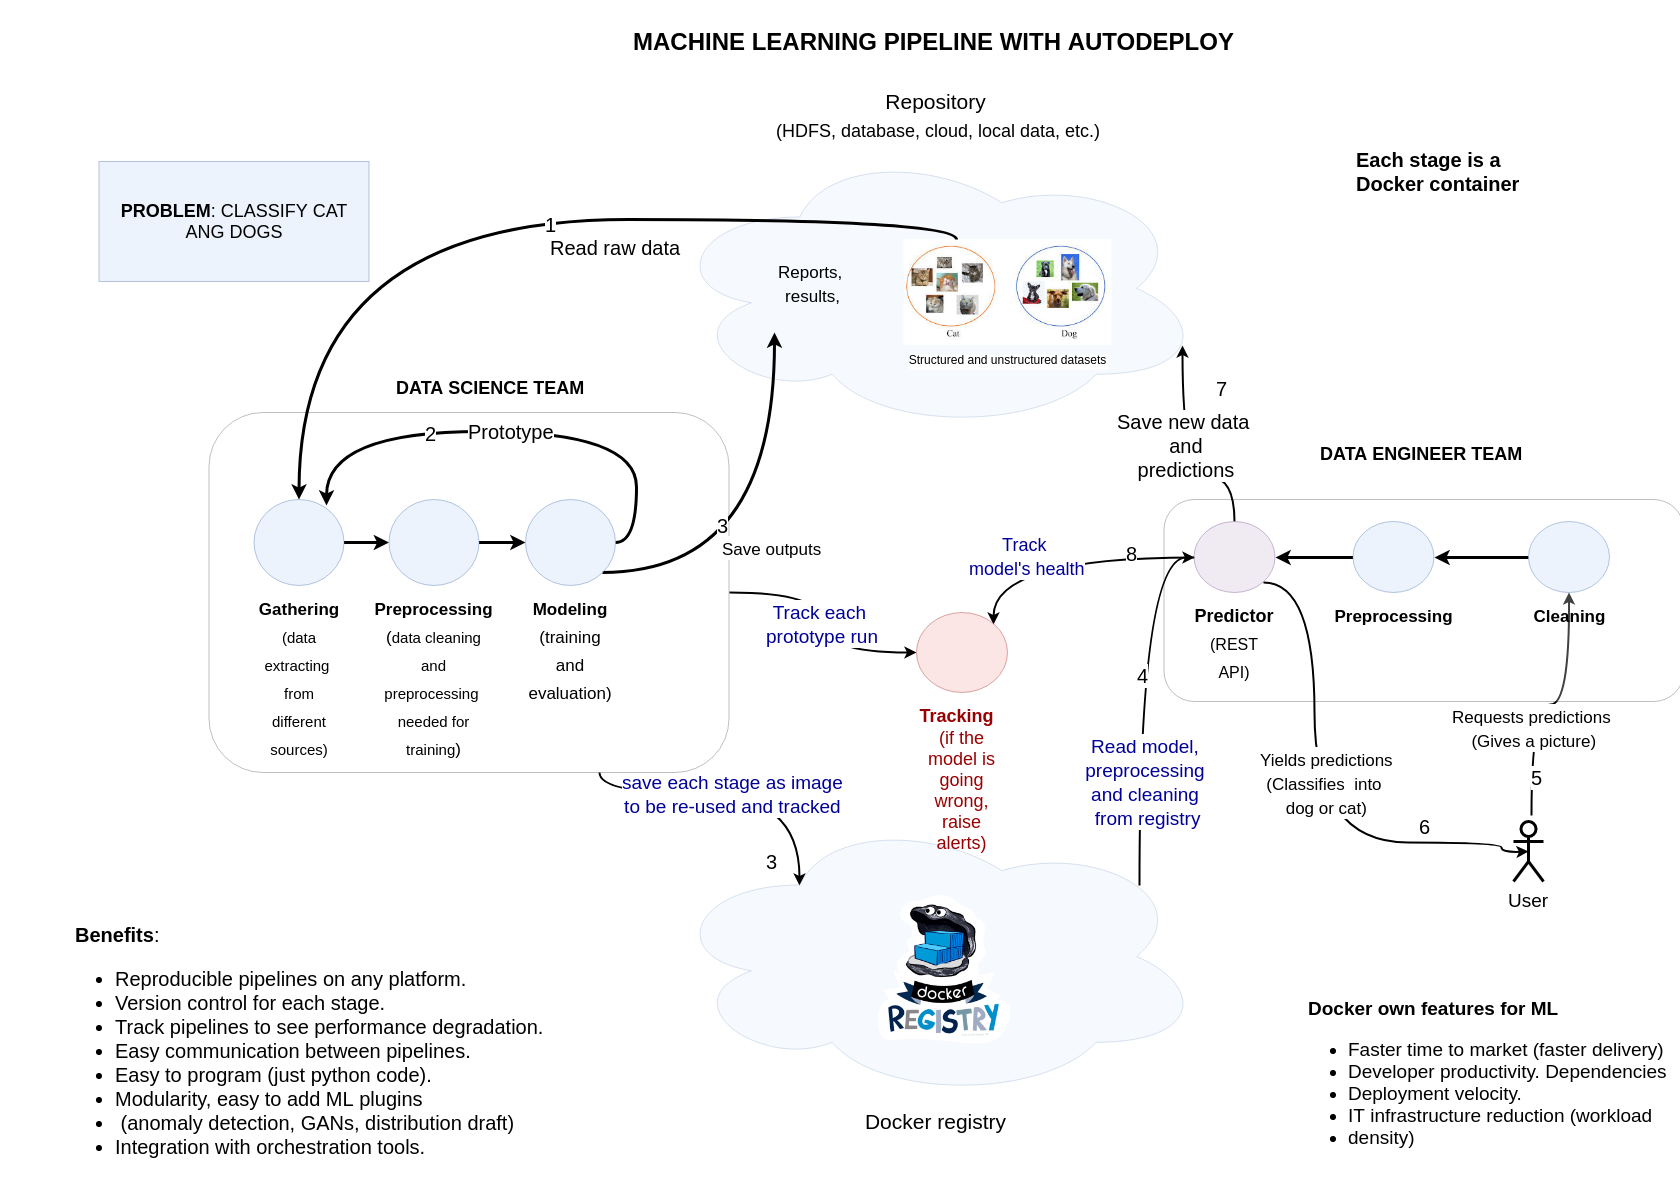 MACHINE LEARNING PIPELINE WITH AUTODEPLOY
Repository
(HDFS, database, cloud, local data, etc.)
Each stage is a
Docker container
PROBLEM: CLASSIFY CAT
ANG DOGS
1
Read raw data
Reports,
results,
Cat
Dog
Structured and unstructured datasets
DATA SCIENCE TEAM
2
Prototype
Gathering
(data
extracting
from
different
sources)
Preprocessing
(data cleaning
and
preprocessing
needed for
training)
Modeling
(training
and
evaluation)
3
Save outputs
Track each
prototype run
save each stage as image
to be re-used and tracked
3
Tracking
(if the
model is
going
wrong,
raise
alerts)
Track
model's health
8
7
Save new data
and
predictions
DATA ENGINEER TEAM
Predictor
(REST
API)
Preprocessing
Cleaning
4
Read model,
preprocessing
and cleaning
from registry
Requests predictions
(Gives a picture)
5
Yields predictions
(Classifies into
dog or cat)
6
User
docker
REGISTRY
Docker registry
Benefits:
• Reproducible pipelines on any platform.
• Version control for each stage.
• Track pipelines to see performance degradation.
• Easy communication between pipelines.
• Easy to program (just python code).
• Modularity, easy to add ML plugins
• (anomaly detection, GANs, distribution draft)
• Integration with orchestration tools.
Docker own features for ML
• Faster time to market (faster delivery)
• Developer productivity. Dependencies
• Deployment velocity.
• IT infrastructure reduction (workload
• density)